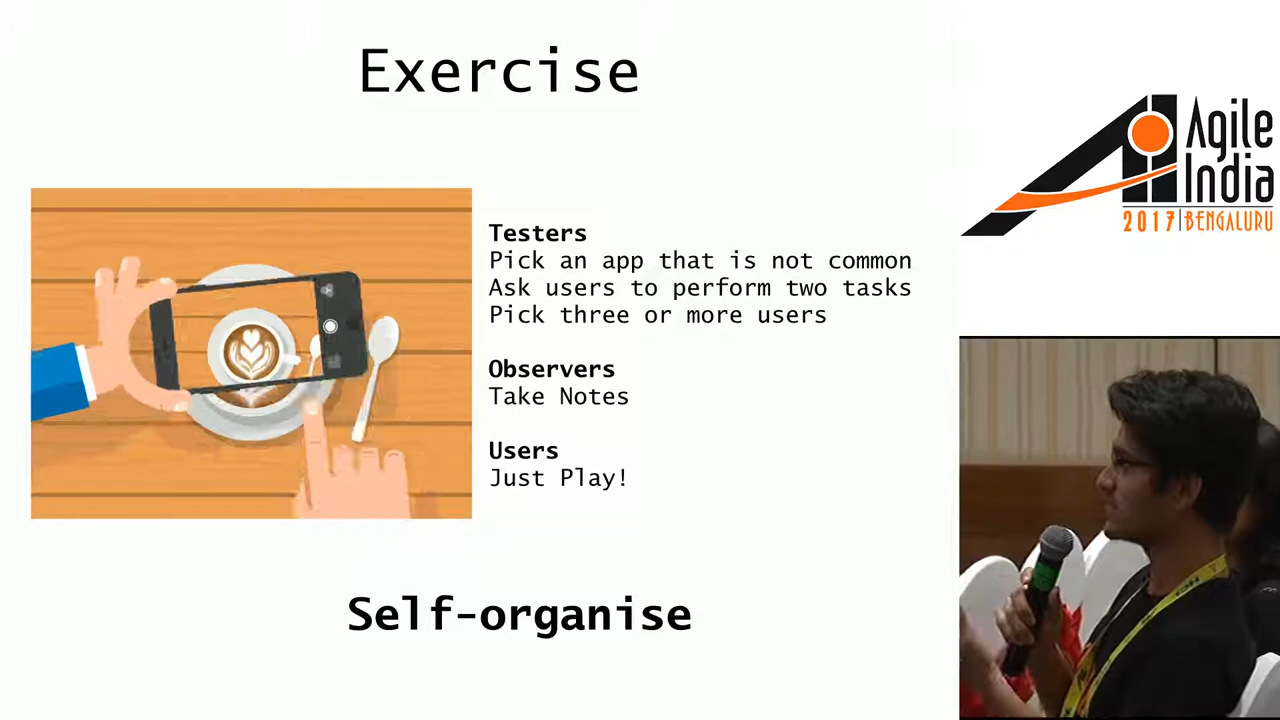 Exercise
Testers
Pick an app that is not common
Ask users to perform two tasks
Pick three or more users
Observers
Take Notes
Users
Just Play!
Self-organise
Agile
India
2017 | BENGALURU